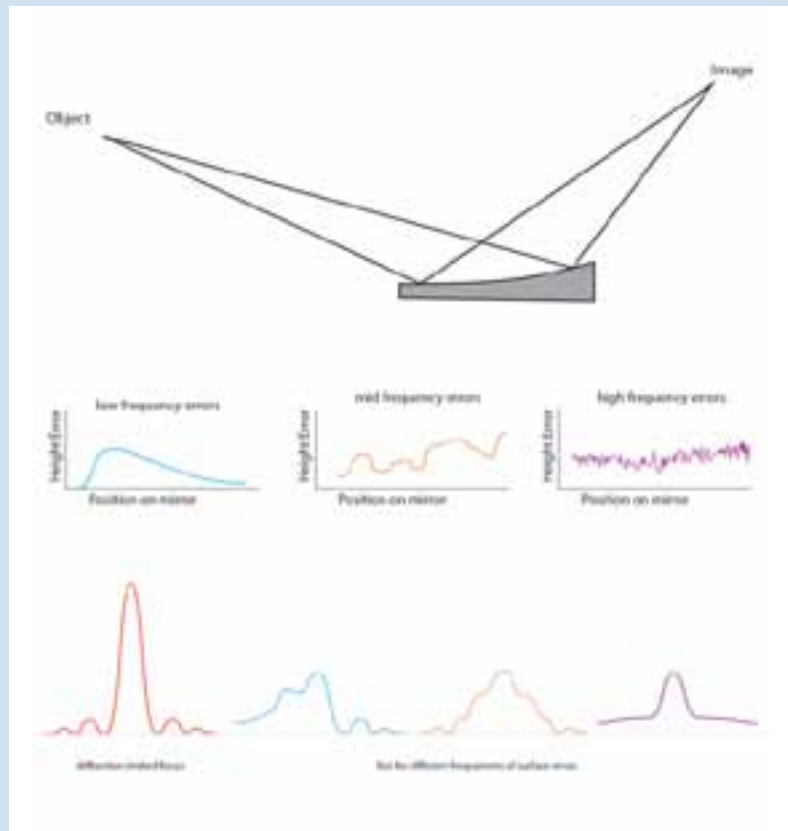 Image
Object
low frequency errors
mid frequency errors
high frequency errors
Height Error
Height Error
Height Error
Position on mirror
Position on mirror
Position on mirror
diffraction limited focus
for different frequencies of surface errors